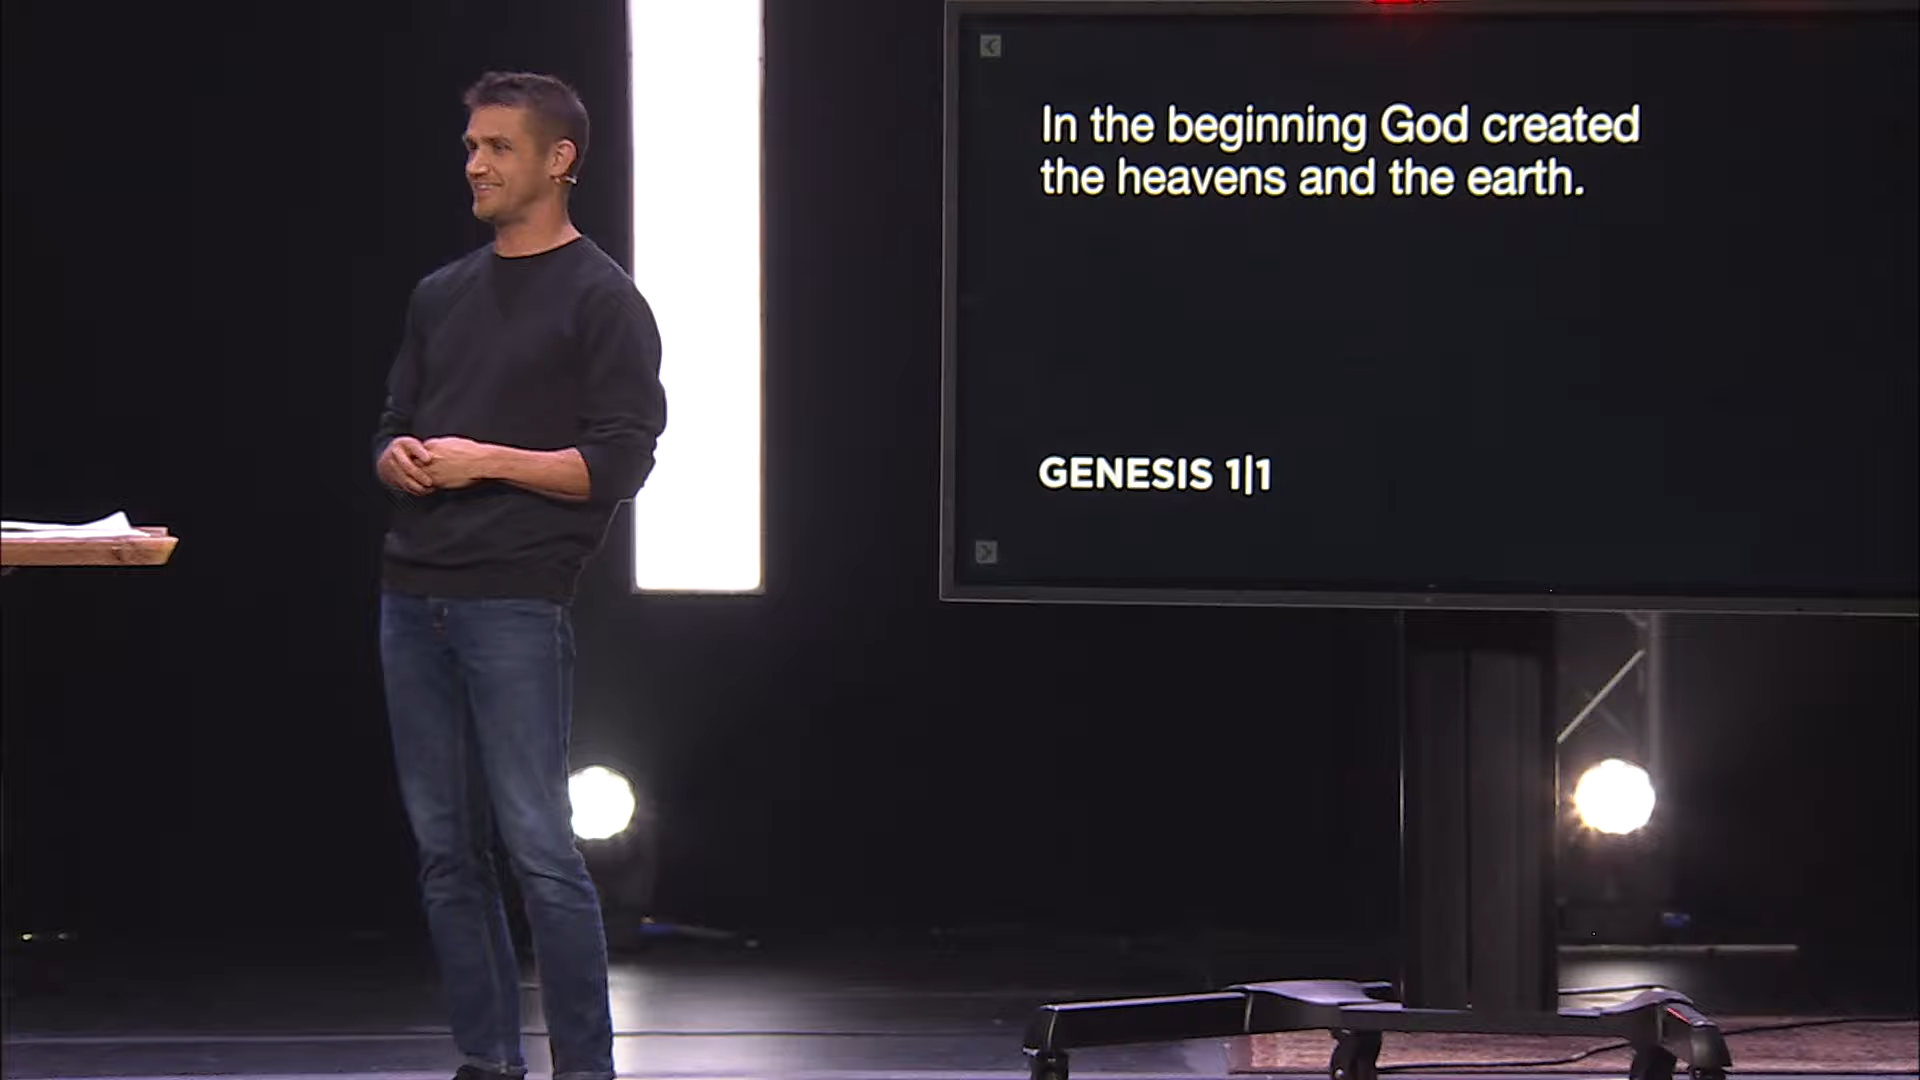 In the beginning God created
the heavens and the earth.
GENESIS 1|1